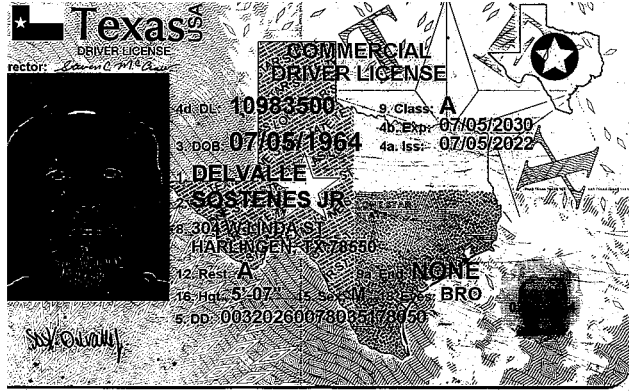 Texas USA
DRIVER LICENSE
COMMERCIAL
DRIVER LICENSE
4d. DL: 10983500
9. Class: A
3. DOB: 07/05/1964
4b. Exp: 07/05/2030
4a. Iss: 07/05/2022
1. DELVALLE
2. SOSTENES JR
8. 304 W LINDA ST
HARLINGEN, TX 78550
12. Rest: A
9a. End: NONE
16. Hgt: 5'-07"
15. Sex: M
18. Eyes: BRO
5. DD: